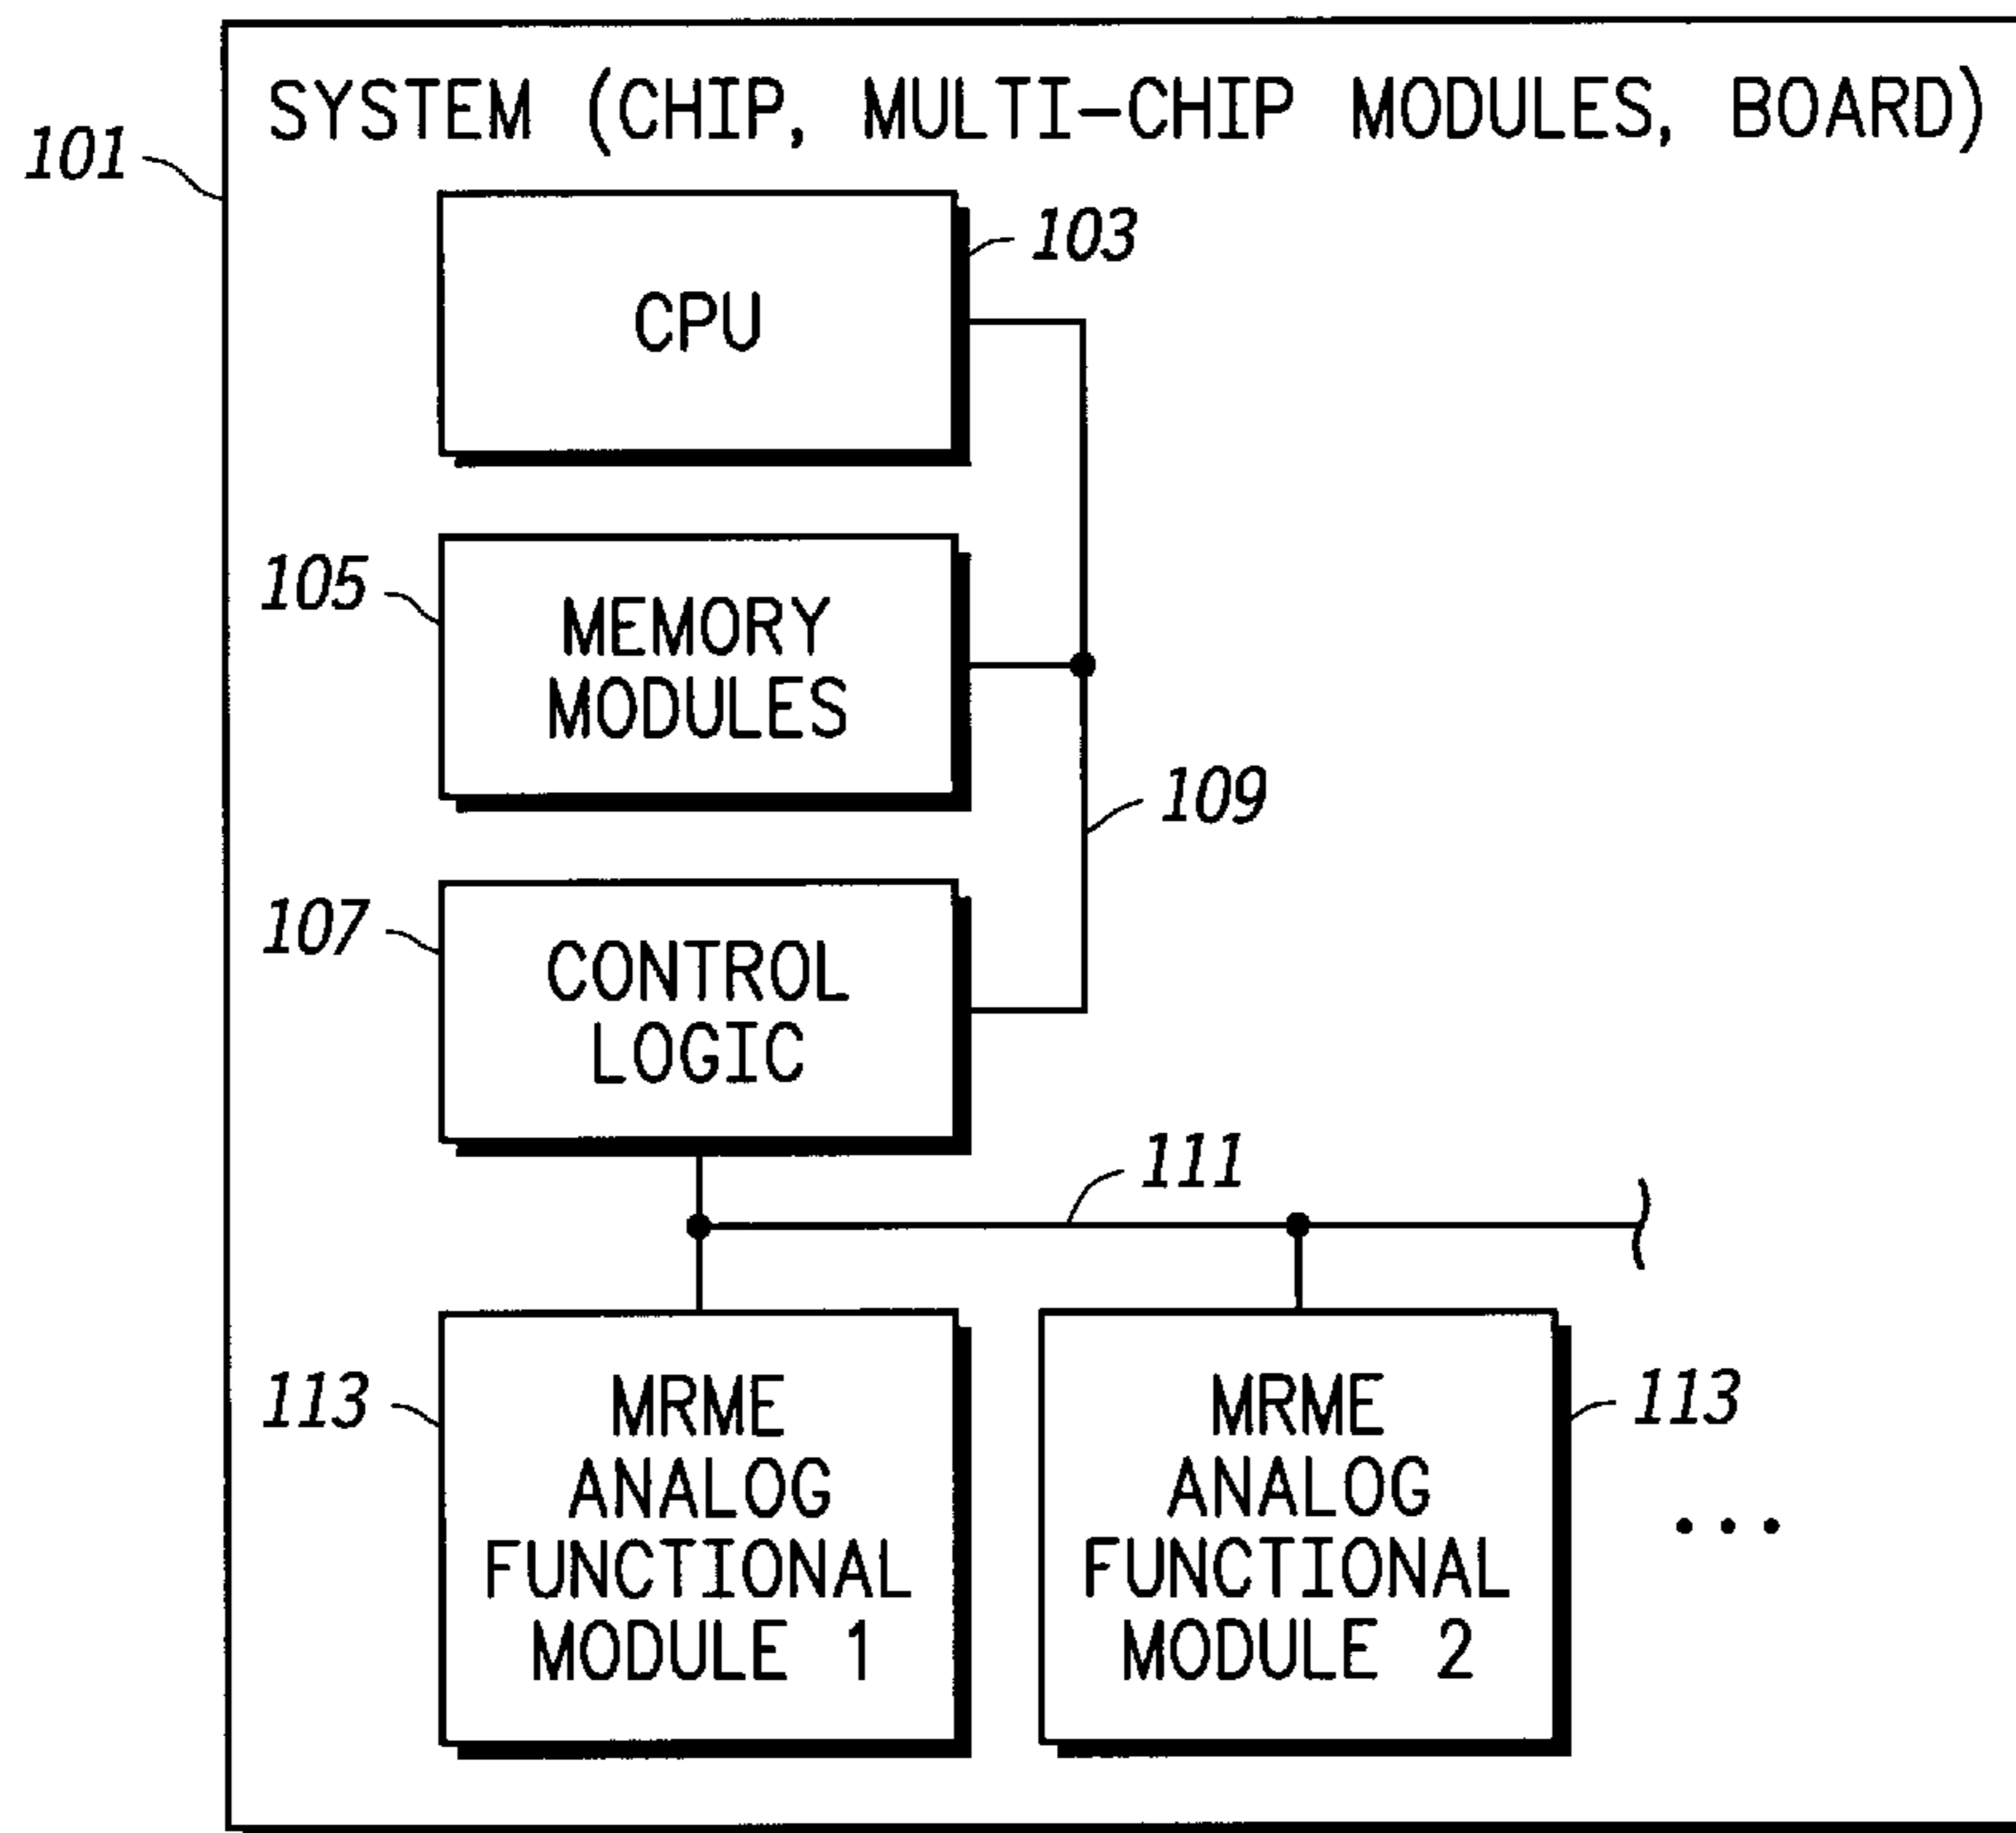 SYSTEM (CHIP, MULTI-CHIP MODULES, BOARD)
101
103
CPU
105
MEMORY
MODULES
109
107
CONTROL
LOGIC
111
113
MRME
ANALOG
FUNCTIONAL
MODULE 1
MRME
ANALOG
FUNCTIONAL
MODULE 2
113
• • •